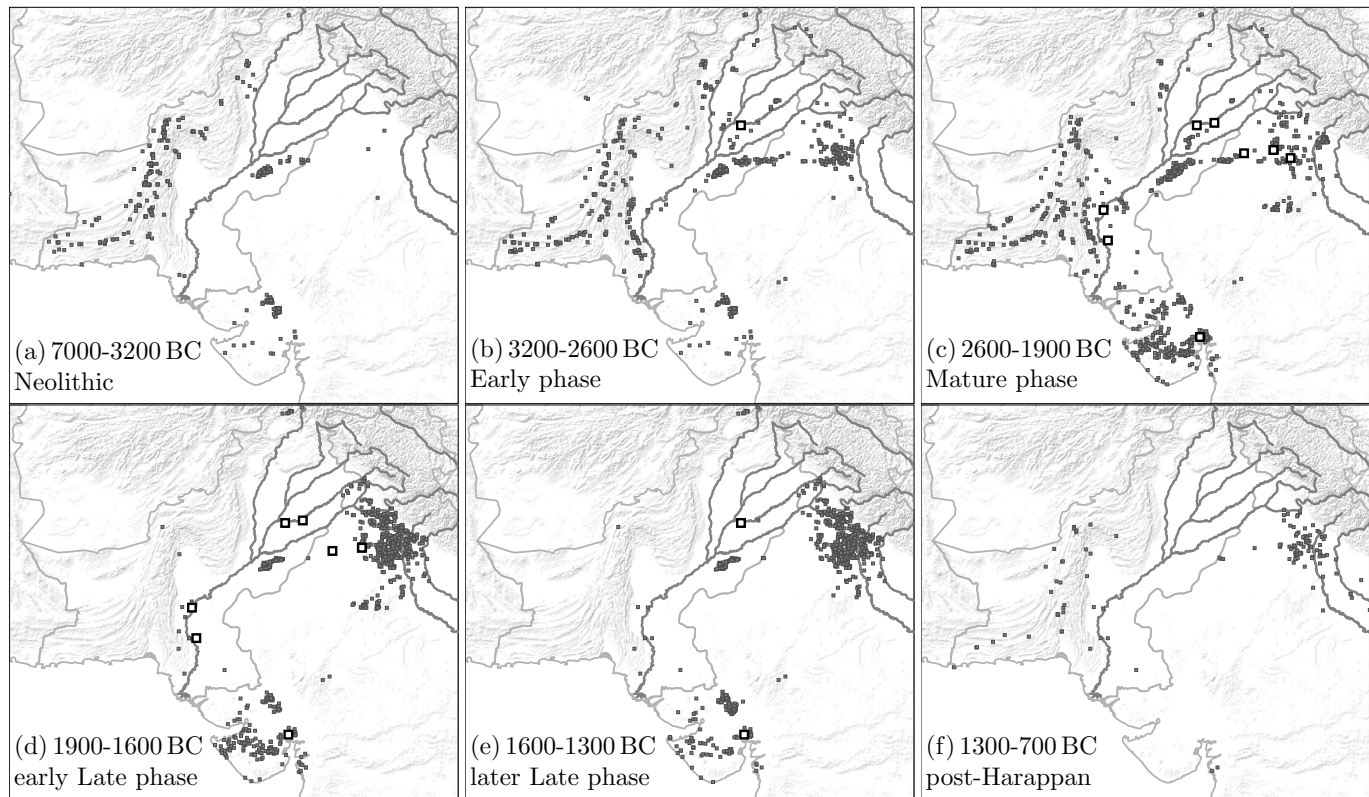 (a) 7000-3200 BC
Neolithic
(b) 3200-2600 BC
Early phase
(c) 2600-1900 BC
Mature phase
(d) 1900-1600 BC
early Late phase
(e) 1600-1300 BC
later Late phase
(f) 1300-700 BC
post-Harappan